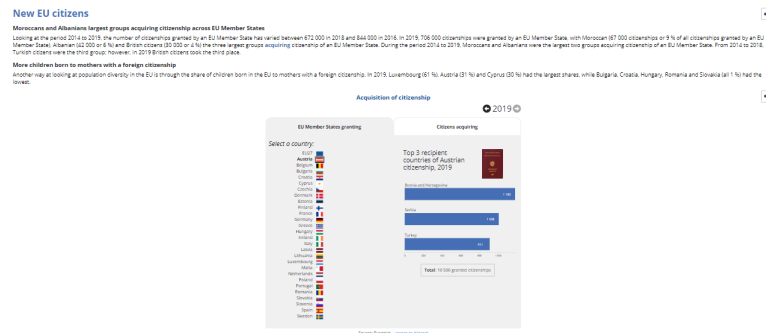 New EU citizens
Moroccans and Albanians largest groups acquiring citizenship across EU Member States
Looking at the period 2014 to 2019, the number of citizenships granted by an EU Member State has varied between 672 000 in 2018 and 844 000 in 2016. In 2019, 706 000 citizenships were granted by an EU Member State, with Moroccan (67 000 citizenships or 9 % of all citizenships granted by an EU
Member State), Albanian (42 000 or 6 %) and British citizens (30 000 or 4 %) the three largest groups acquiring citizenship of an EU Member State. During the period 2014 to 2019, Moroccans and Albanians were the largest two groups acquiring citizenship of an EU Member State. From 2014 to 2018,
Turkish citizens were the third group; however, in 2019 British citizens took the third place.
More children born to mothers with a foreign citizenship
Another way at looking at population diversity in the EU is through the share of children born in the EU to mothers with a foreign citizenship. In 2019, Luxembourg (61 %), Austria (31 %) and Cyprus (30 %) had the largest shares, while Bulgaria, Croatia, Hungary, Romania and Slovakia (all 1 %) had the
lowest.
Acquisition of citizenship
2019
EU Member States granting
Citizens acquiring
Select a country:
EU27
Austria
Belgium
Bulgaria
Croatia
Cyprus
Czechia
Denmark
Estonia
Finland
France
Germany
Greece
Hungary
Ireland
Italy
Latvia
Lithuania
Luxembourg
Malta
Netherlands
Poland
Portugal
Romania
Slovakia
Slovenia
Spain
Sweden
Top 3 recipient
countries of Austrian
citizenship, 2019
Bosnia and Herzegovina
Serbia
Turkey
0 200 400 600 800 1 000
Total: 10 500 granted citizenships